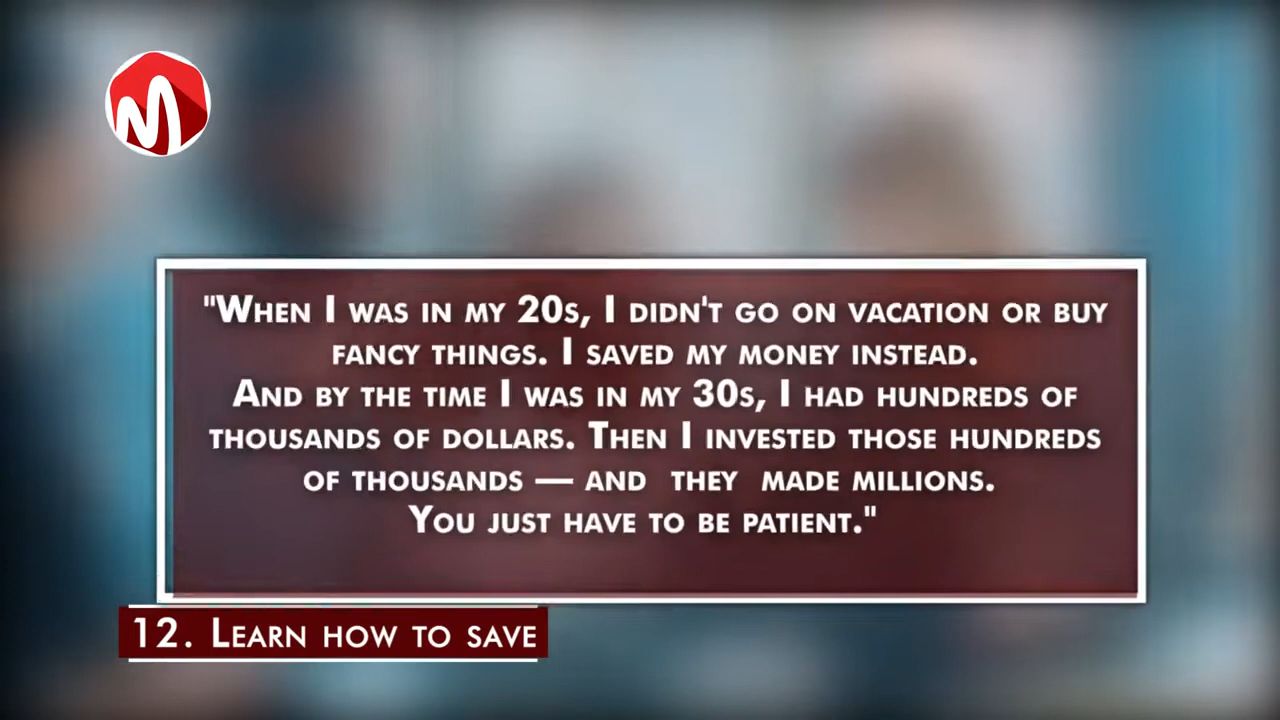 "When I was in my 20s, I didn't go on vacation or buy
fancy things. I saved my money instead.
And by the time I was in my 30s, I had hundreds of
thousands of dollars. Then I invested those hundreds
of thousands — and they made millions.
You just have to be patient."
12. Learn how to save